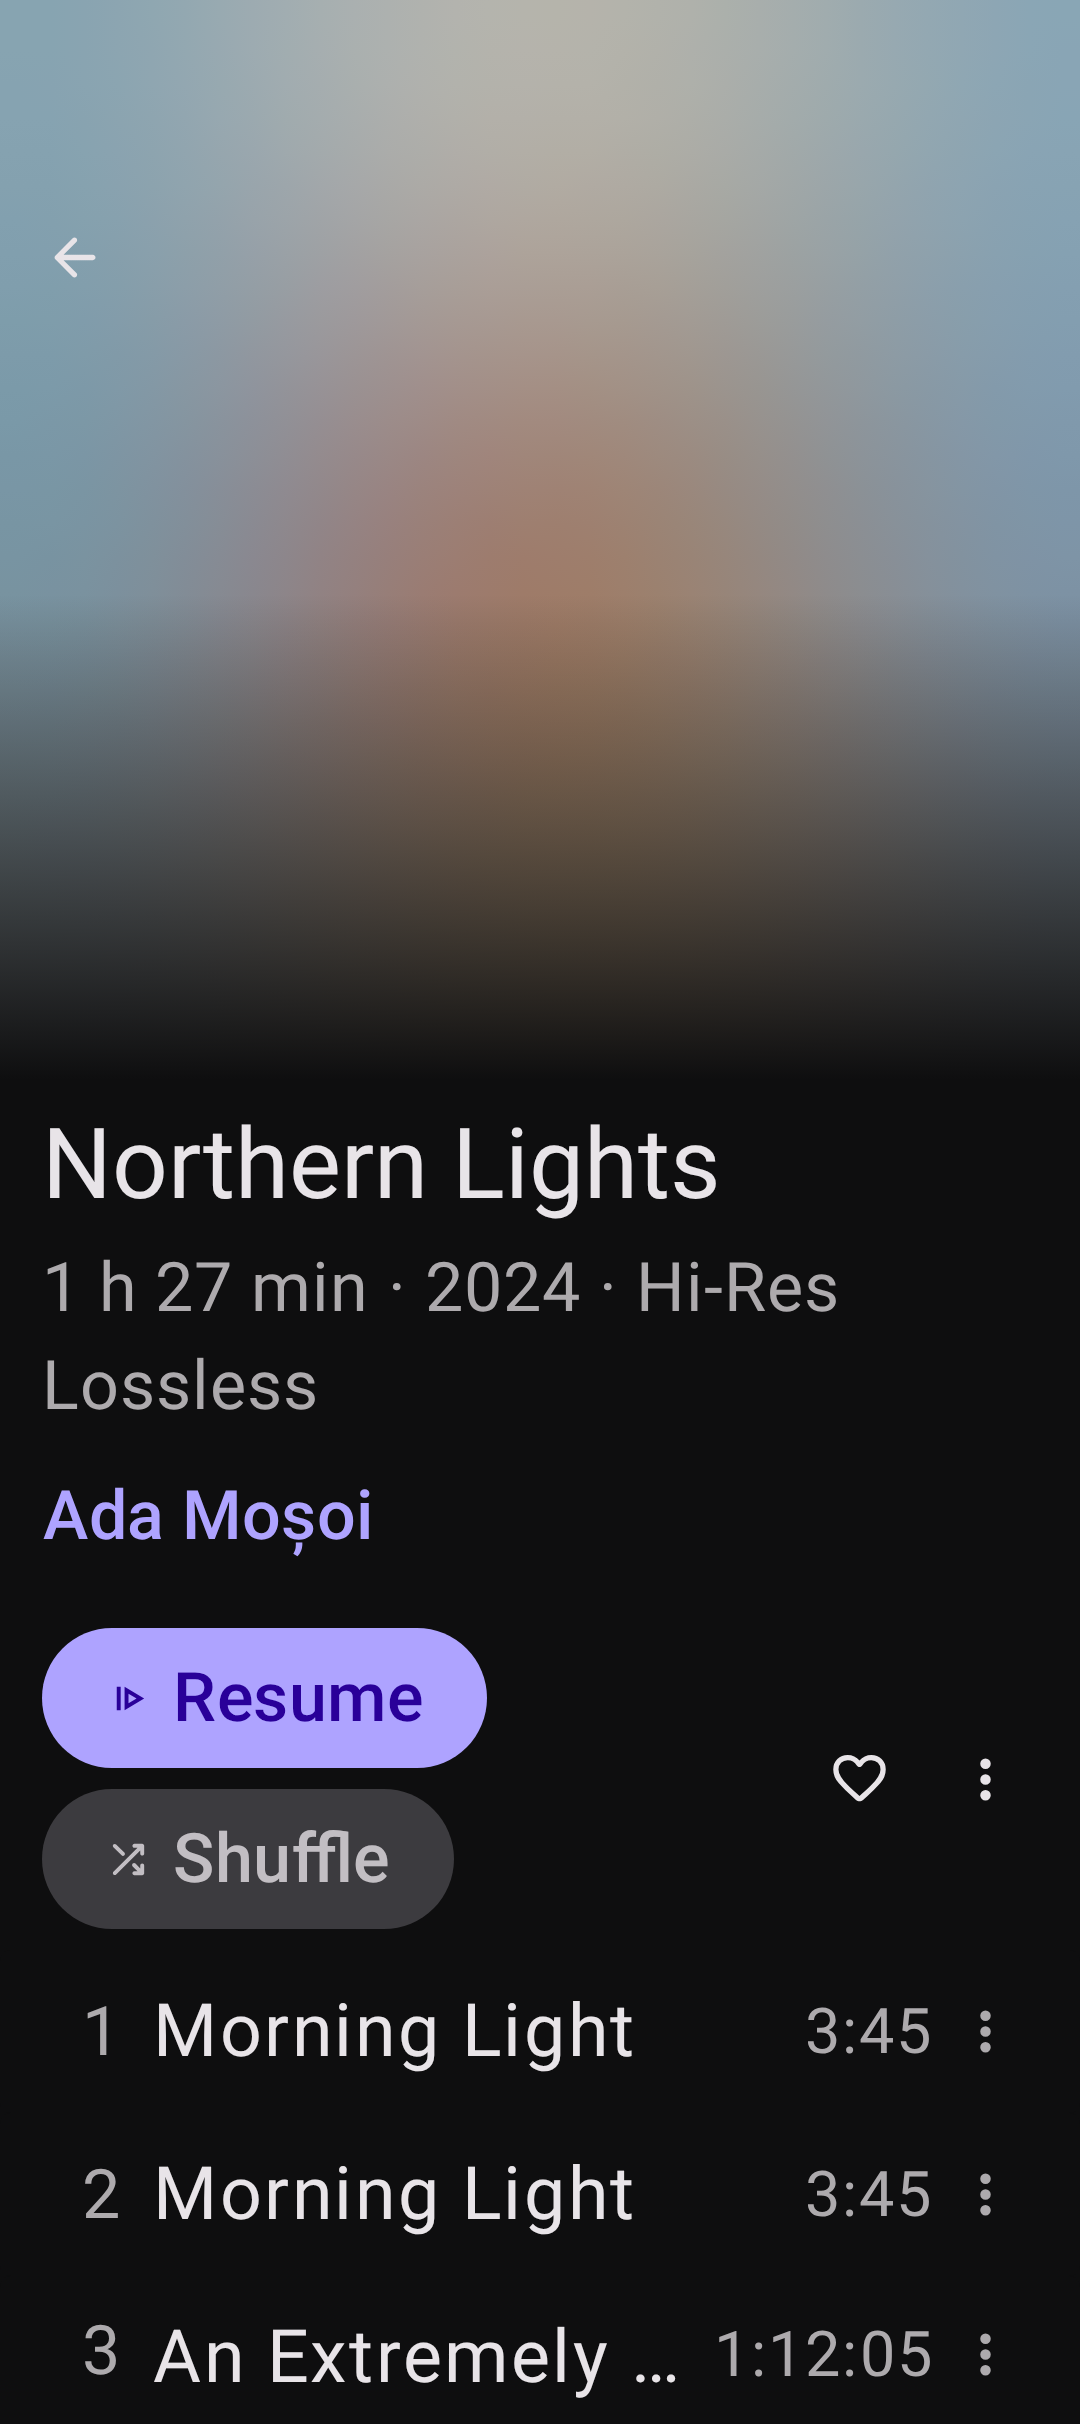 Northern Lights
1 h 27 min · 2024 · Hi-Res
Lossless
Ada Moșoi
Resume
Shuffle
1 Morning Light 3:45
2 Morning Light 3:45
3 An Extremely … 1:12:05